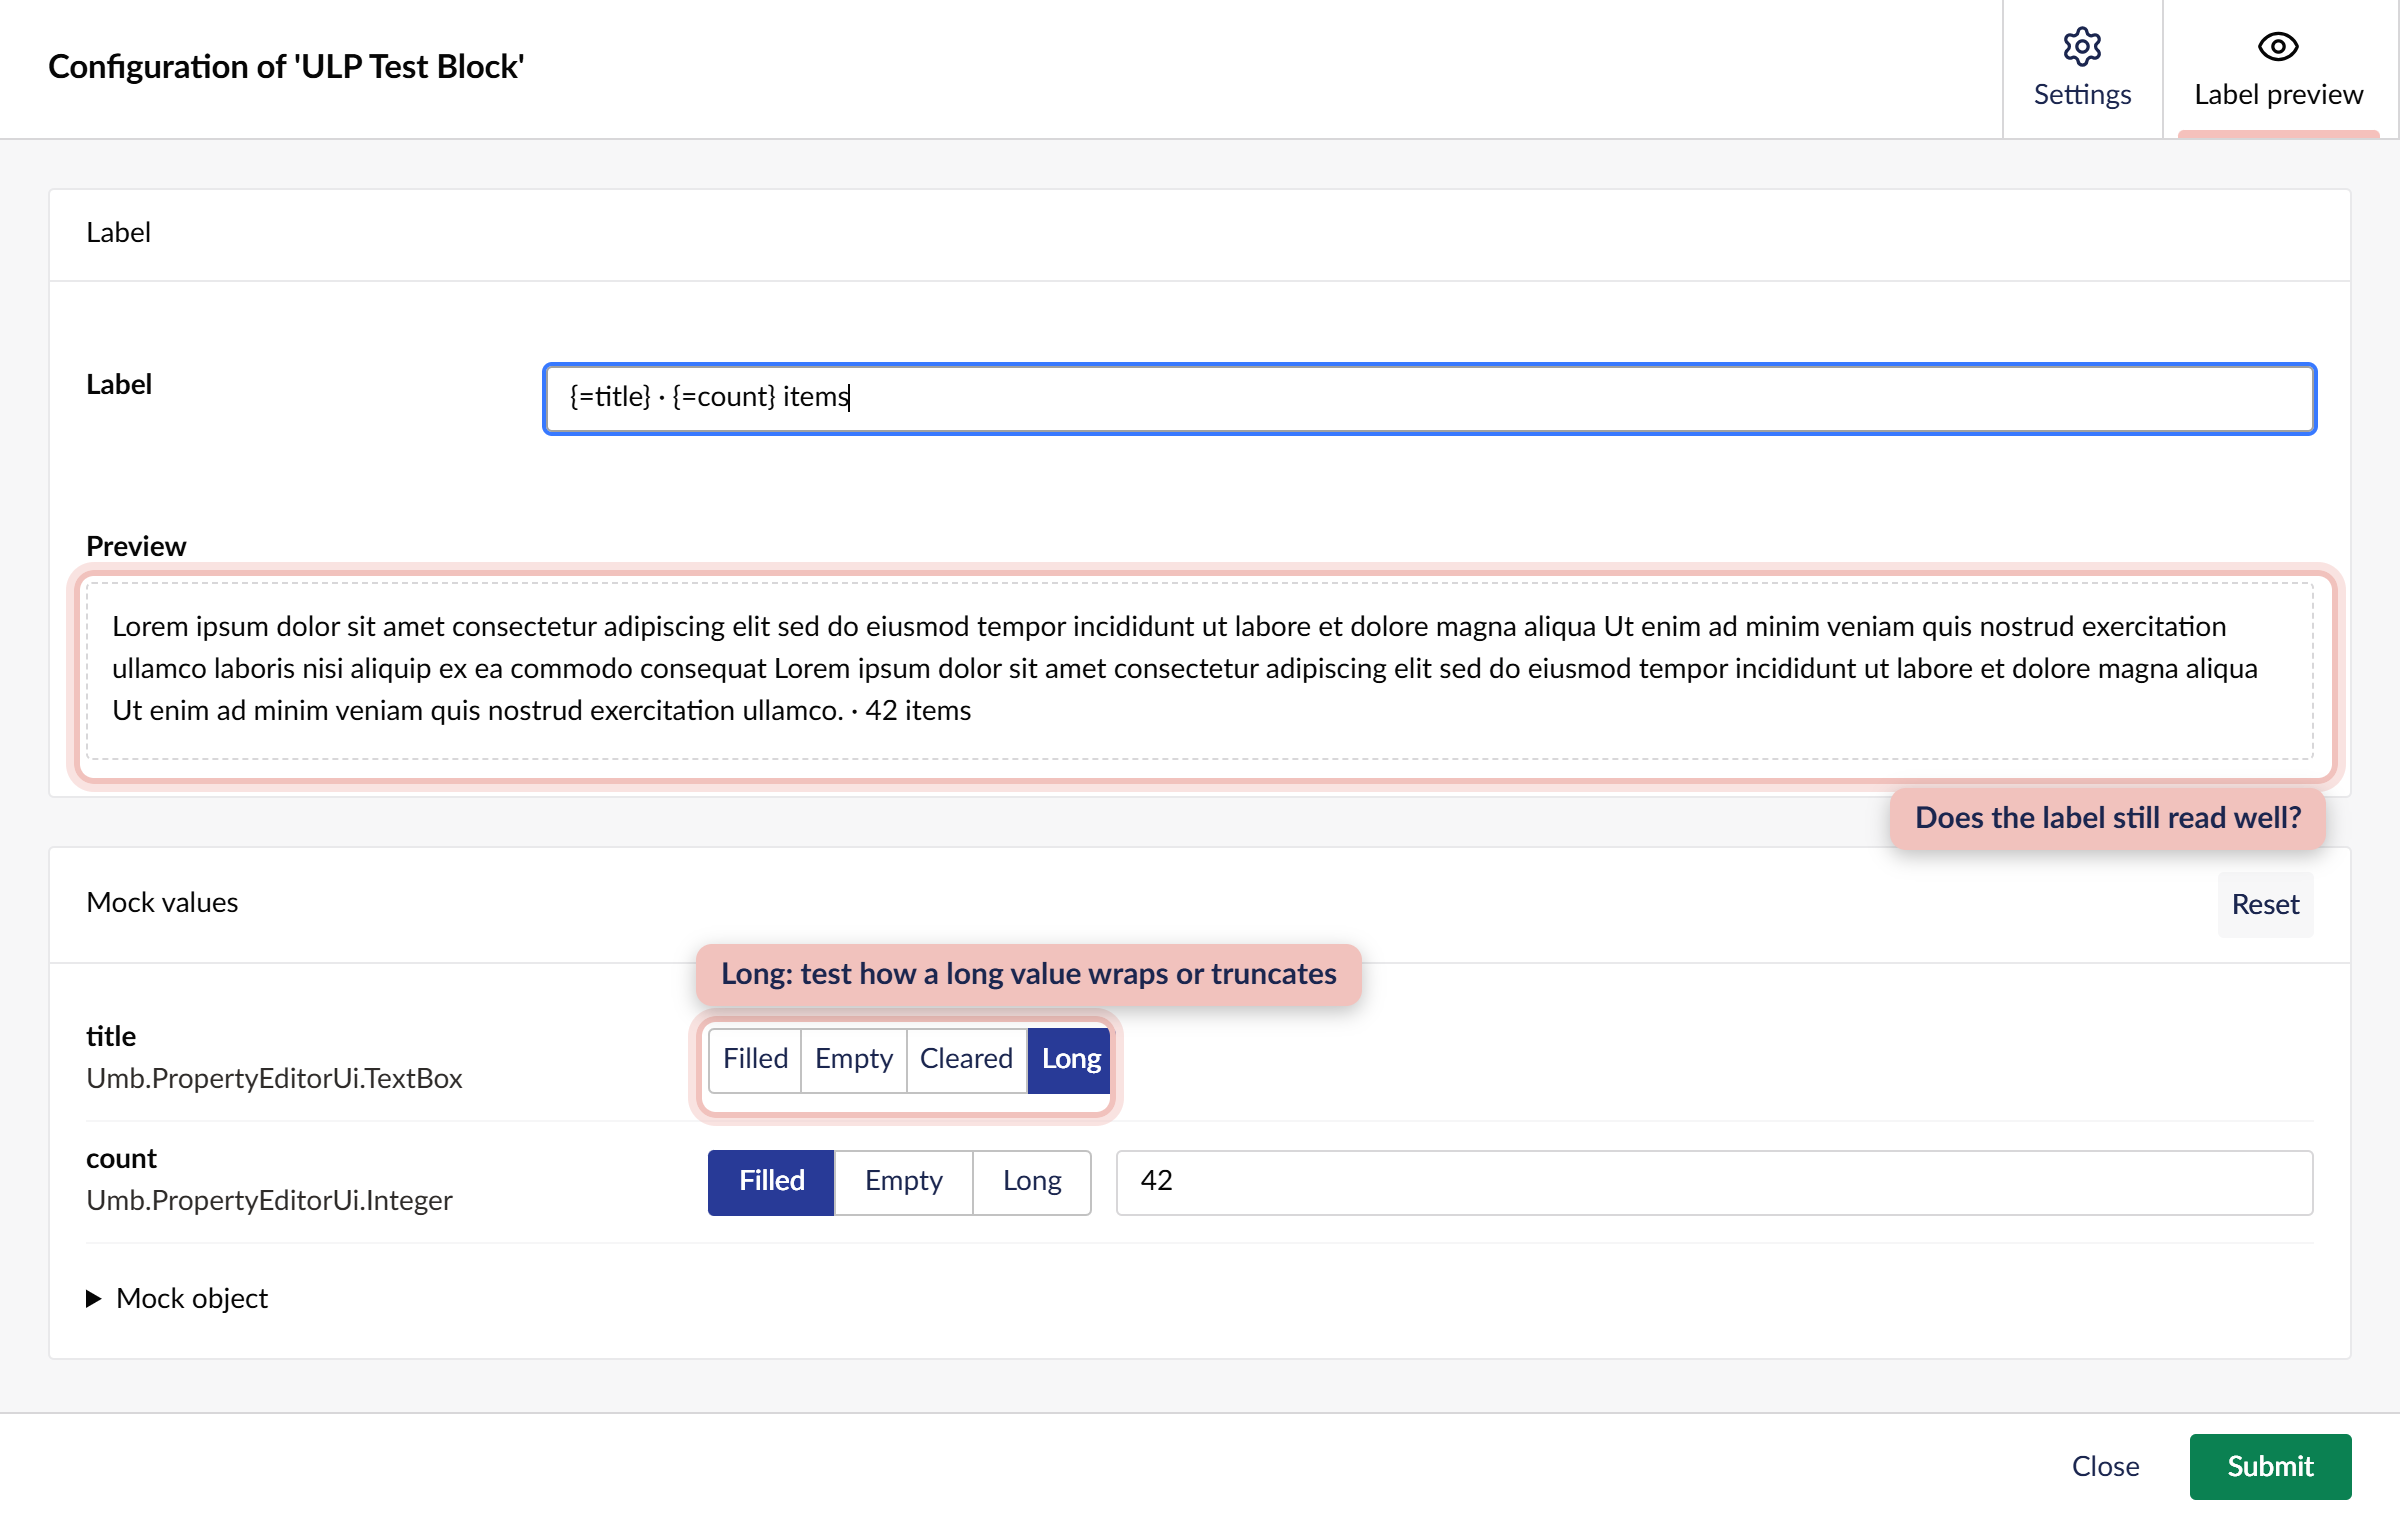 Configuration of 'ULP Test Block'
Settings
Label preview
Label
Label
{=title} · {=count} items
Preview
Lorem ipsum dolor sit amet consectetur adipiscing elit sed do eiusmod tempor incididunt ut labore et dolore magna aliqua Ut enim ad minim veniam quis nostrud exercitation
ullamco laboris nisi aliquip ex ea commodo consequat Lorem ipsum dolor sit amet consectetur adipiscing elit sed do eiusmod tempor incididunt ut labore et dolore magna aliqua
Ut enim ad minim veniam quis nostrud exercitation ullamco. · 42 items
Does the label still read well?
Mock values
Reset
Long: test how a long value wraps or truncates
title
Umb.PropertyEditorUi.TextBox
Filled Empty Cleared Long
count
Umb.PropertyEditorUi.Integer
Filled Empty Long
42
Mock object
Close
Submit